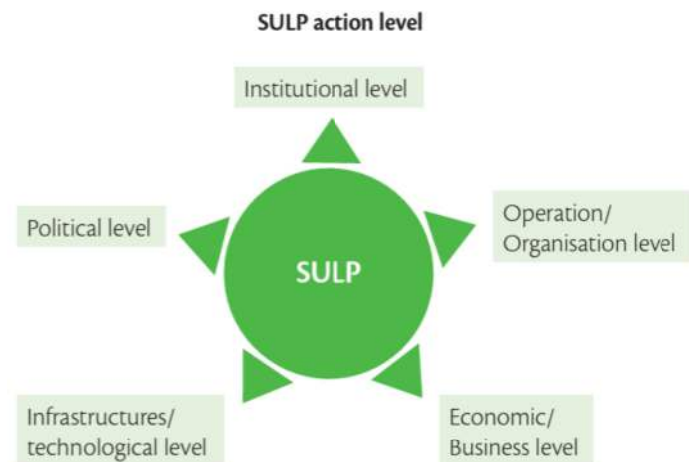 SULP action level
Institutional level
Political level
Operation/
Organisation level
SULP
Infrastructures/
technological level
Economic/
Business level